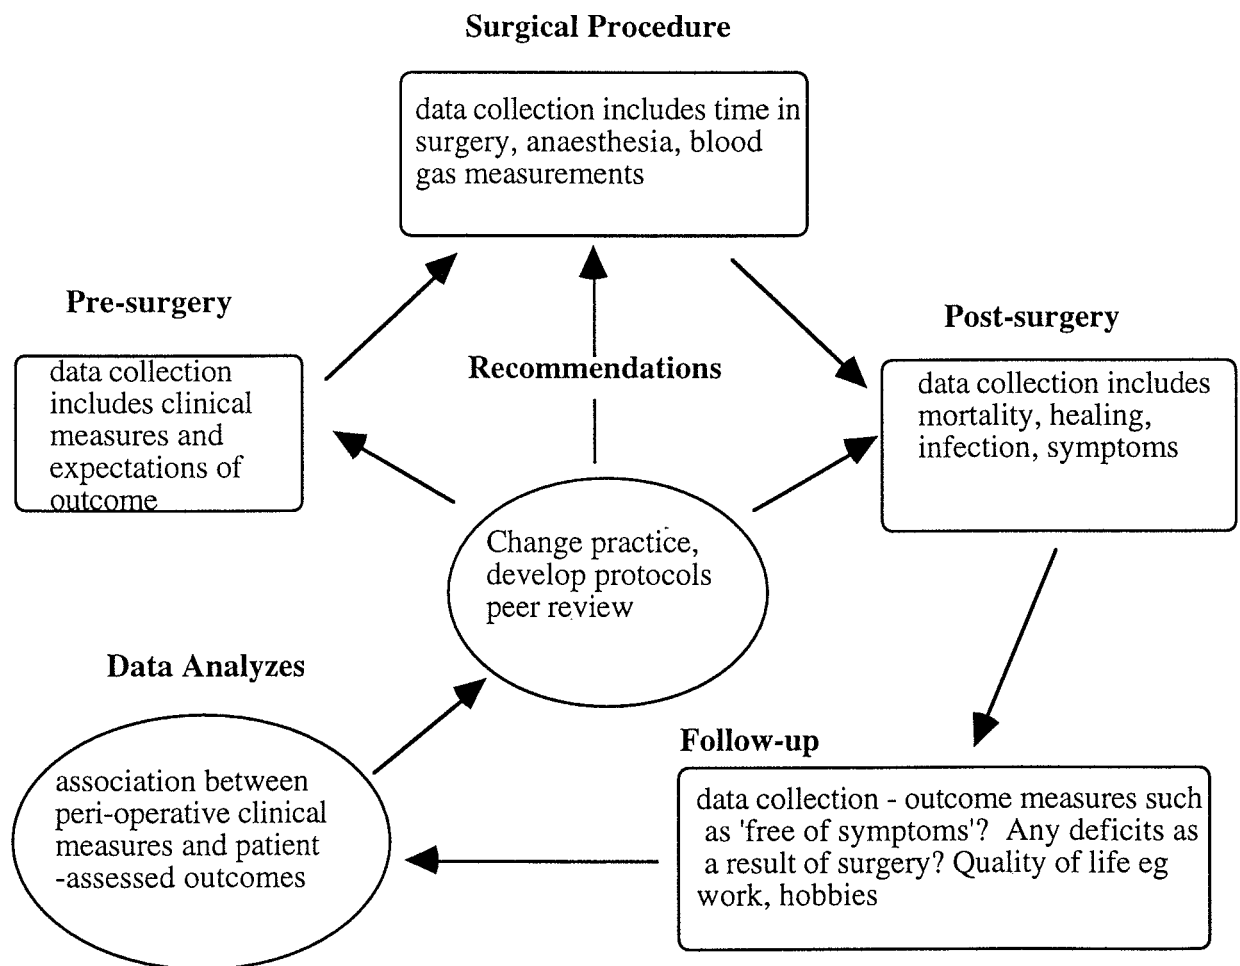 Surgical Procedure
data collection includes time in
surgery, anaesthesia, blood
gas measurements
Pre-surgery
data collection
includes clinical
measures and
expectations of
outcome
Recommendations
Post-surgery
data collection includes
mortality, healing,
infection, symptoms
Change practice,
develop protocols
peer review
Data Analyzes
association between
peri-operative clinical
measures and patient
-assessed outcomes
Follow-up
data collection - outcome measures such
as 'free of symptoms'? Any deficits as
a result of surgery? Quality of life eg
work, hobbies